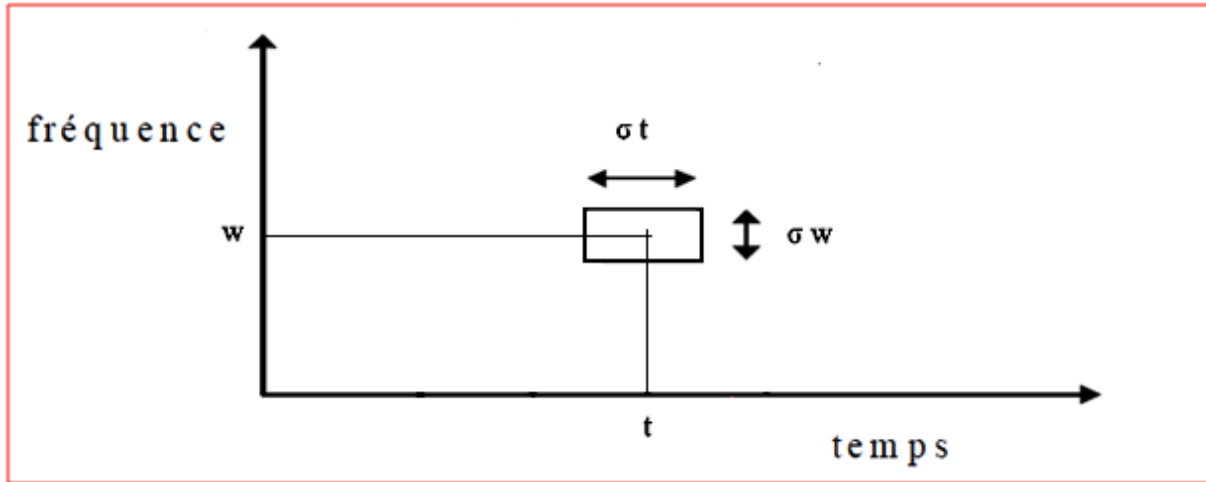 fréquence
σ t
w
σ w
t
temps